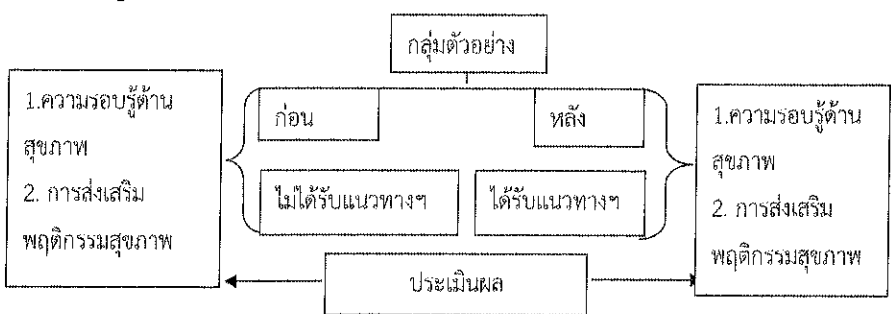 กลุ่มตัวอย่าง
1.ความรอบรู้ด้าน
สุขภาพ
2. การส่งเสริม
พฤติกรรมสุขภาพ
ก่อน
หลัง
ไม่ได้รับแนวทางฯ
ได้รับแนวทางฯ
1.ความรอบรู้ด้าน
สุขภาพ
2. การส่งเสริม
พฤติกรรมสุขภาพ
ประเมินผล